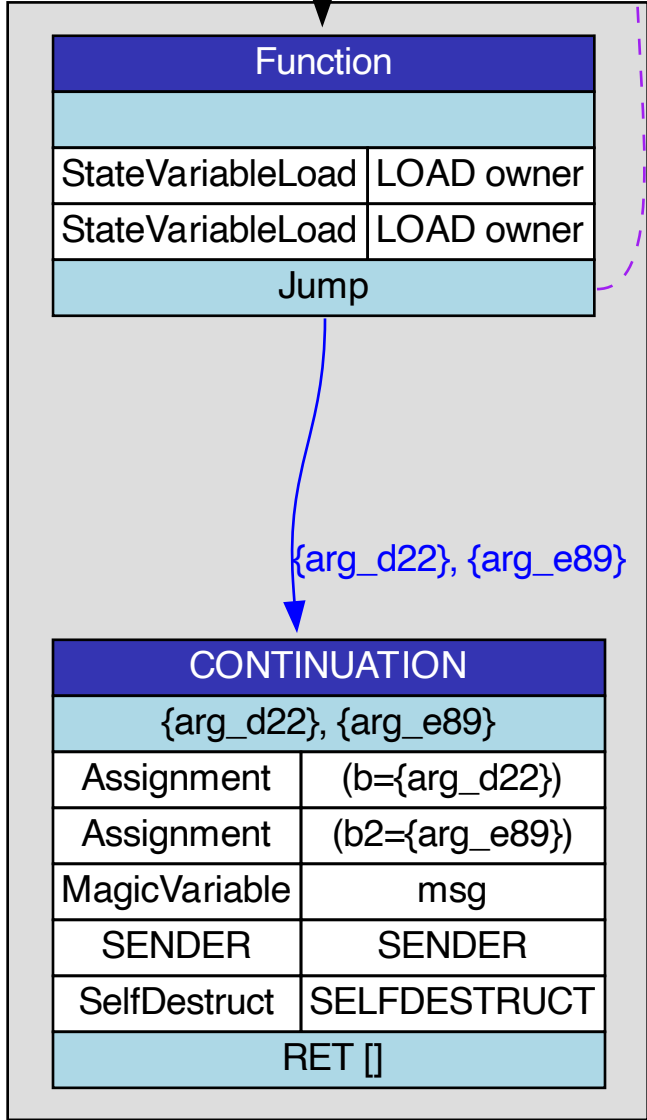 Function
StateVariableLoad LOAD owner
StateVariableLoad LOAD owner
Jump
{arg_d22}, {arg_e89}
CONTINUATION
{arg_d22}, {arg_e89}
Assignment (b={arg_d22})
Assignment (b2={arg_e89})
MagicVariable msg
SENDER SENDER
SelfDestruct SELFDESTRUCT
RET []